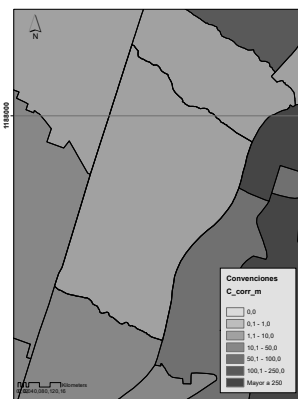 N
1188000
Convenciones
C_corr_m
0,0
0,1 - 1,0
1,1 - 10,0
10,1 - 50,0
50,1 - 100,0
100,1 - 250,0
Mayor a 250
Kilometers